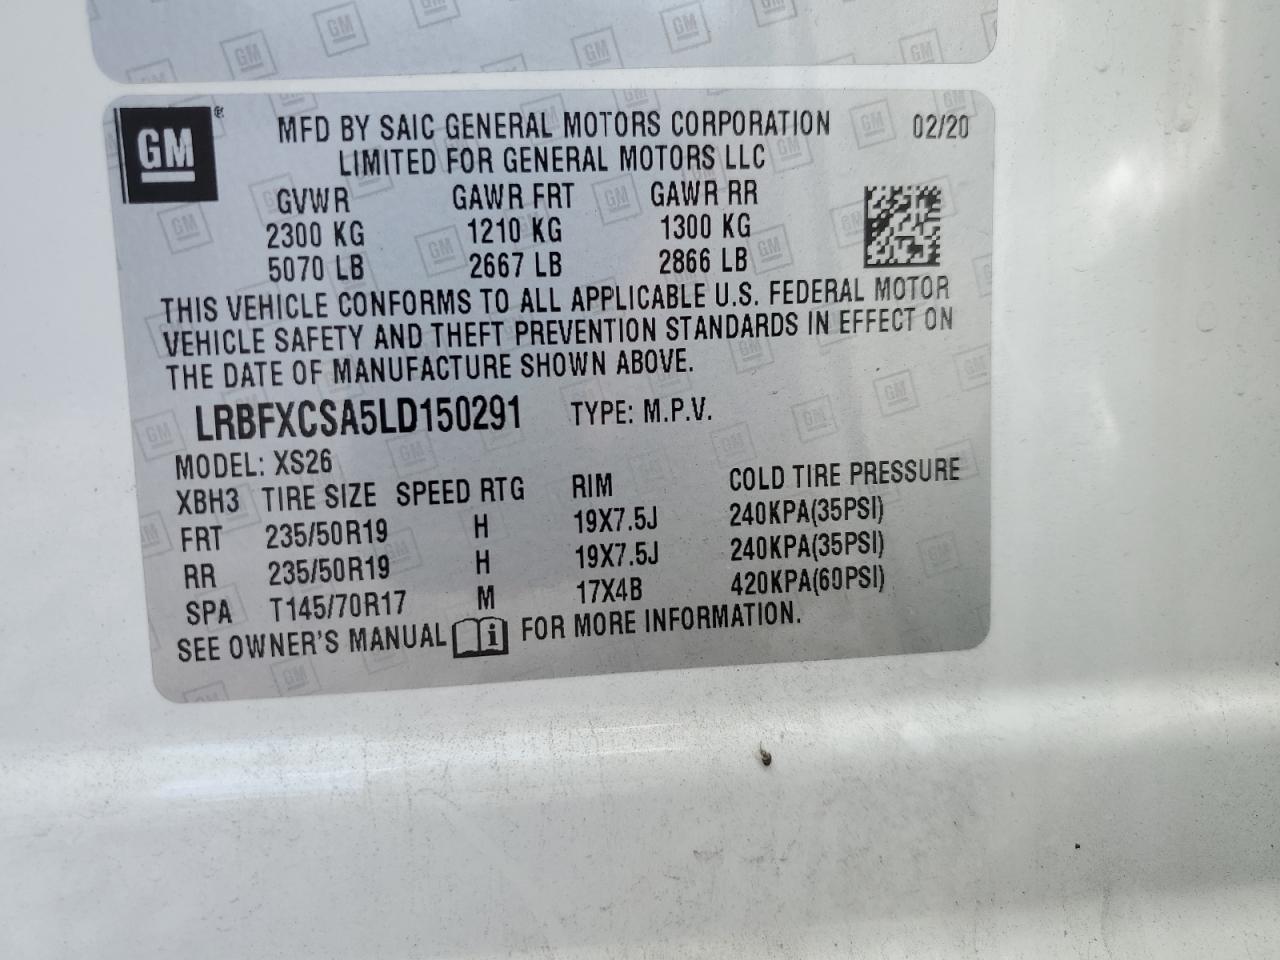 GM ®
MFD BY SAIC GENERAL MOTORS CORPORATION 02/20
LIMITED FOR GENERAL MOTORS LLC
GVWR GAWR FRT GAWR RR
2300 KG 1210 KG 1300 KG
5070 LB 2667 LB 2866 LB
THIS VEHICLE CONFORMS TO ALL APPLICABLE U.S. FEDERAL MOTOR
VEHICLE SAFETY AND THEFT PREVENTION STANDARDS IN EFFECT ON
THE DATE OF MANUFACTURE SHOWN ABOVE.
LRBFXCSA5LD150291 TYPE: M.P.V.
MODEL: XS26
XBH3 TIRE SIZE SPEED RTG RIM COLD TIRE PRESSURE
FRT 235/50R19 H 19X7.5J 240KPA(35PSI)
RR 235/50R19 H 19X7.5J 240KPA(35PSI)
SPA T145/70R17 M 17X4B 420KPA(60PSI)
SEE OWNER'S MANUAL i FOR MORE INFORMATION.